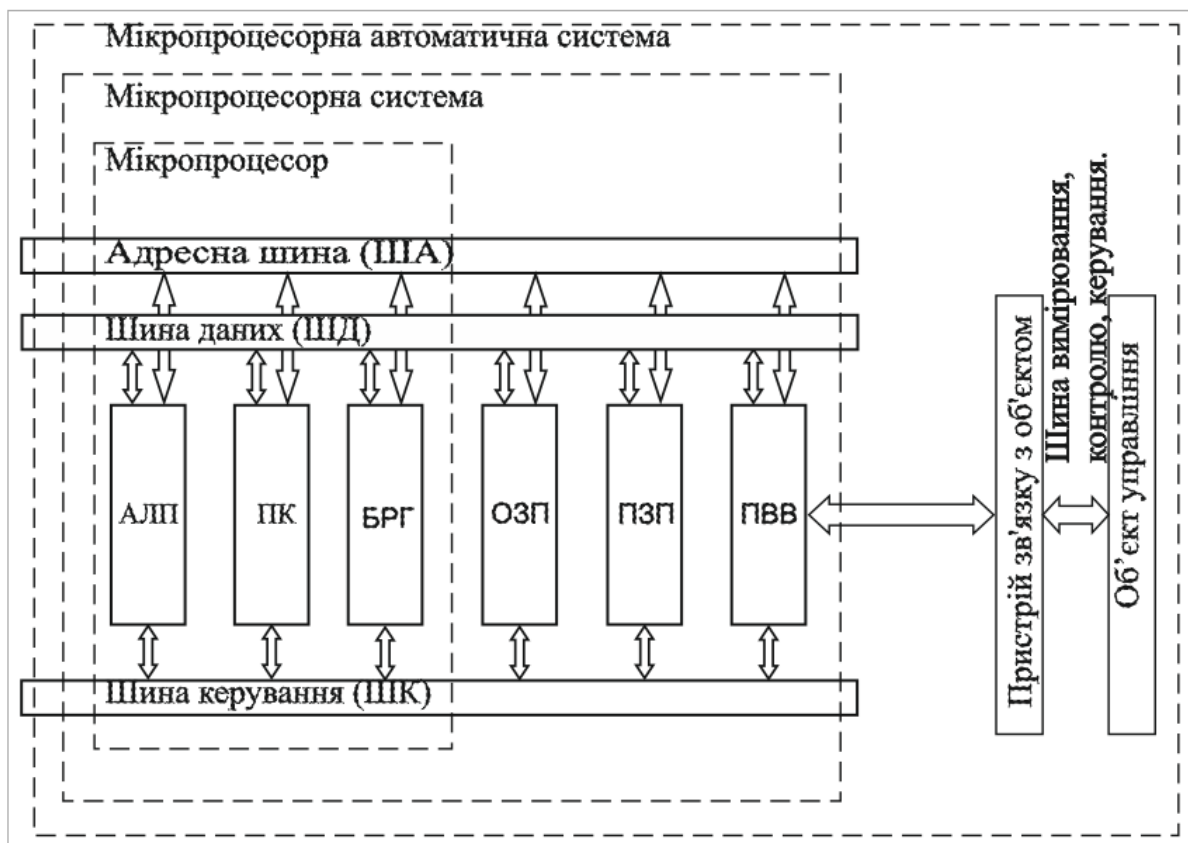 Мікропроцесорна автоматична система
Мікропроцесорна система
Мікропроцесор
Адресна шина (ША)
Шина даних (ШД)
АЛП
ПК
БРГ
ОЗП
ПЗП
ПВВ
Шина керування (ШК)
Пристрій зв'язку з об'єктом
Шина вимірювання,
контролю, керування.
Об’єкт управління